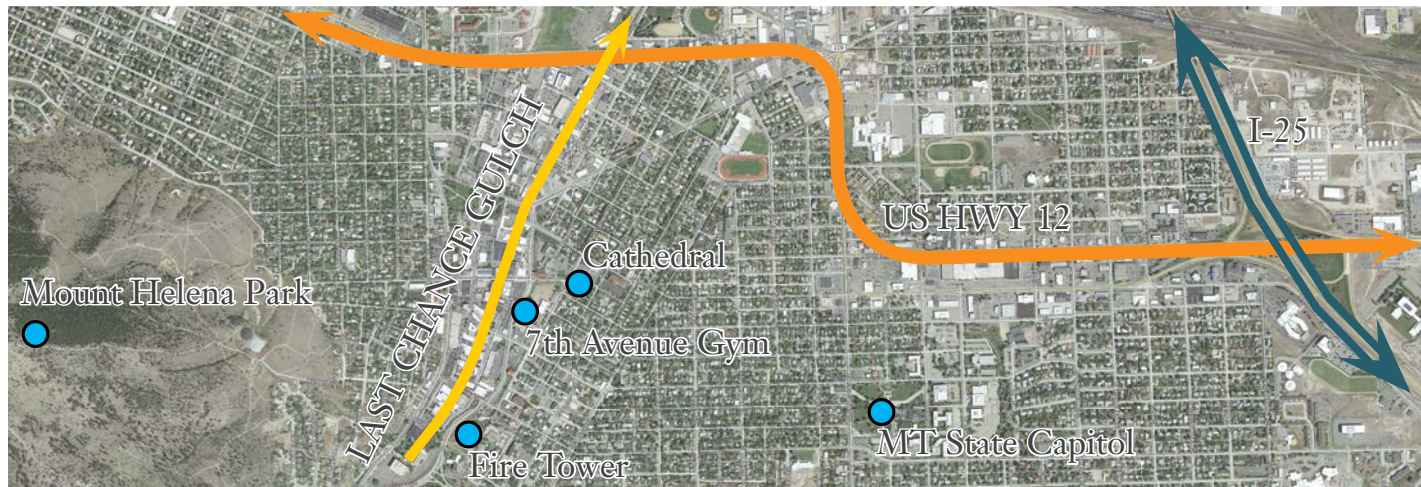 LAST CHANCE GULCH
I-25
US HWY 12
Cathedral
Mount Helena Park
7th Avenue Gym
MT State Capitol
Fire Tower